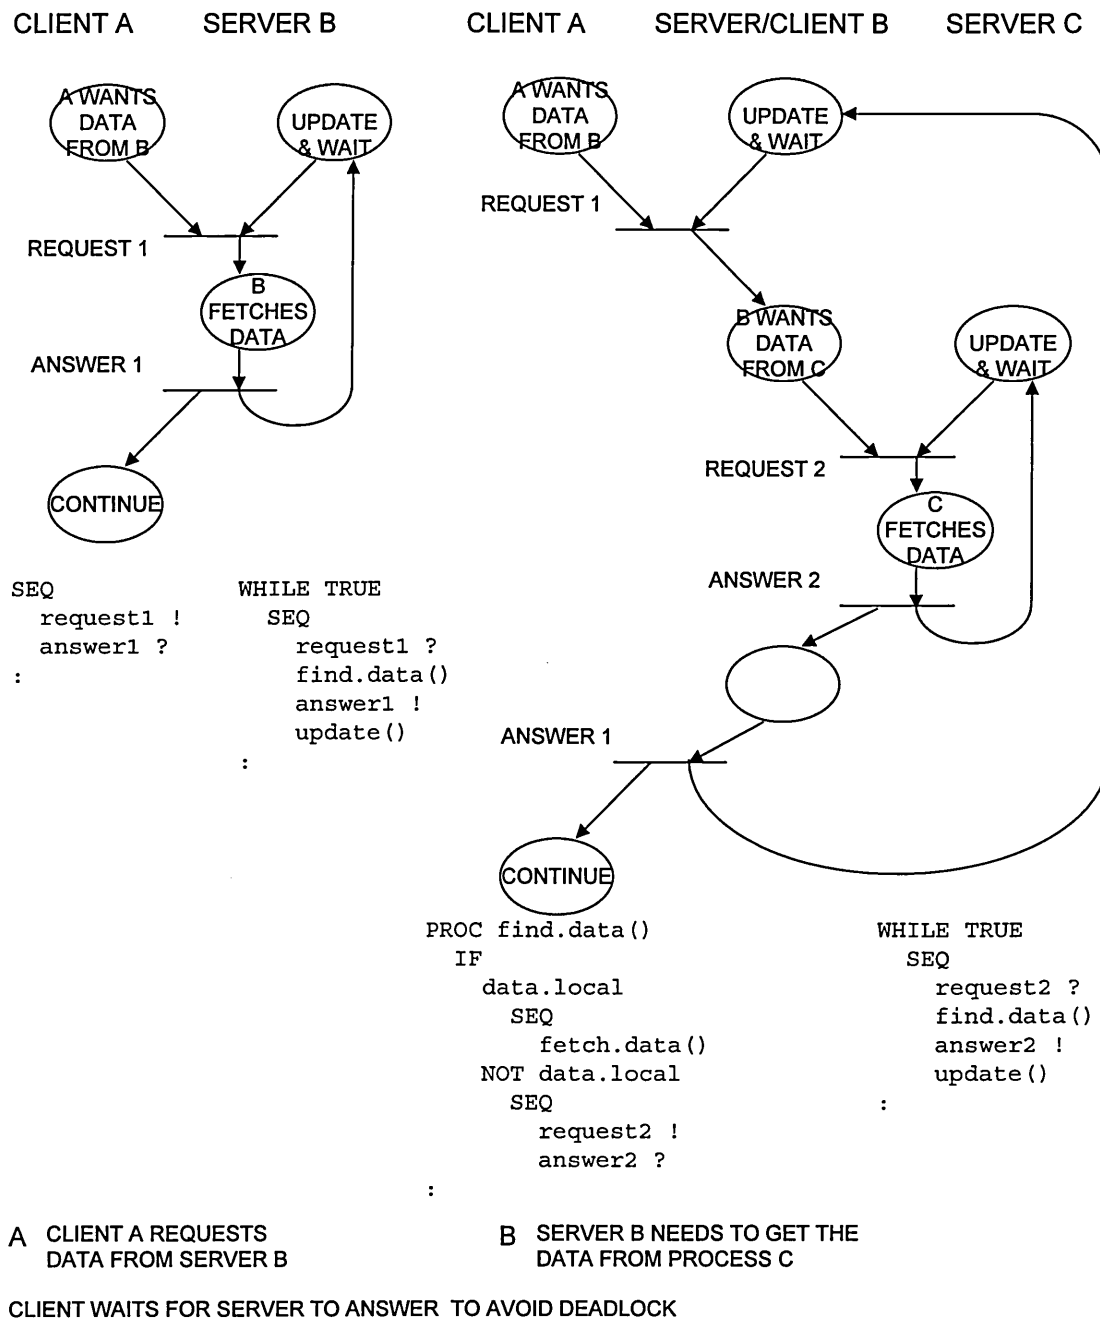 CLIENT A
SERVER B
CLIENT A
SERVER/CLIENT B
SERVER C
A WANTS
DATA
FROM B
UPDATE
& WAIT
REQUEST 1
B
FETCHES
DATA
ANSWER 1
CONTINUE
SEQ
  request1 !
  answer1 ?
:
WHILE TRUE
  SEQ
    request1 ?
    find.data()
    answer1 !
    update()
:
A WANTS
DATA
FROM B
UPDATE
& WAIT
REQUEST 1
B WANTS
DATA
FROM C
UPDATE
& WAIT
REQUEST 2
C
FETCHES
DATA
ANSWER 2
ANSWER 1
CONTINUE
PROC find.data()
  IF
    data.local
      SEQ
        fetch.data()
    NOT data.local
      SEQ
        request2 !
        answer2 ?
:
WHILE TRUE
  SEQ
    request2 ?
    find.data()
    answer2 !
    update()
:
A CLIENT A REQUESTS
DATA FROM SERVER B
B SERVER B NEEDS TO GET THE
DATA FROM PROCESS C
CLIENT WAITS FOR SERVER TO ANSWER TO AVOID DEADLOCK